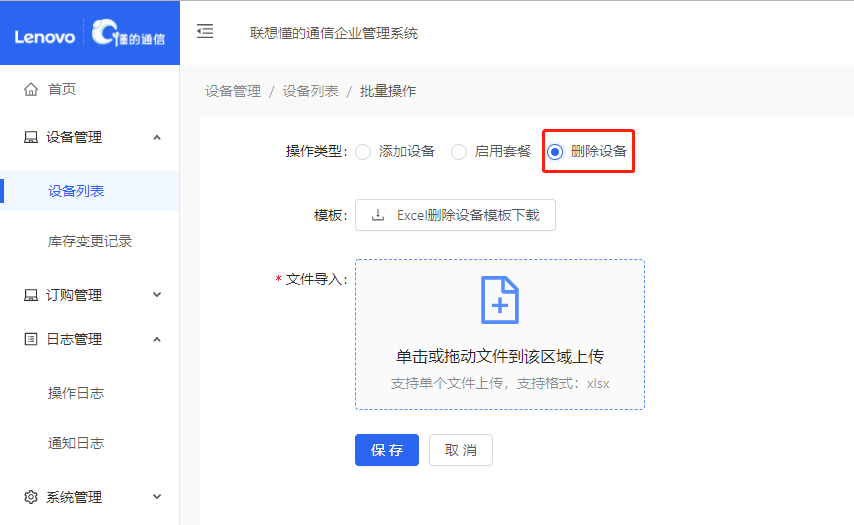 Lenovo 懂的通信
联想懂的通信企业管理系统
首页
设备管理
设备列表
库存变更记录
订购管理
日志管理
操作日志
通知日志
系统管理
设备管理 / 设备列表 / 批量操作
操作类型: 添加设备 启用套餐 删除设备
模板: Excel删除设备模板下载
* 文件导入:
单击或拖动文件到该区域上传
支持单个文件上传，支持格式：xlsx
保 存 取 消